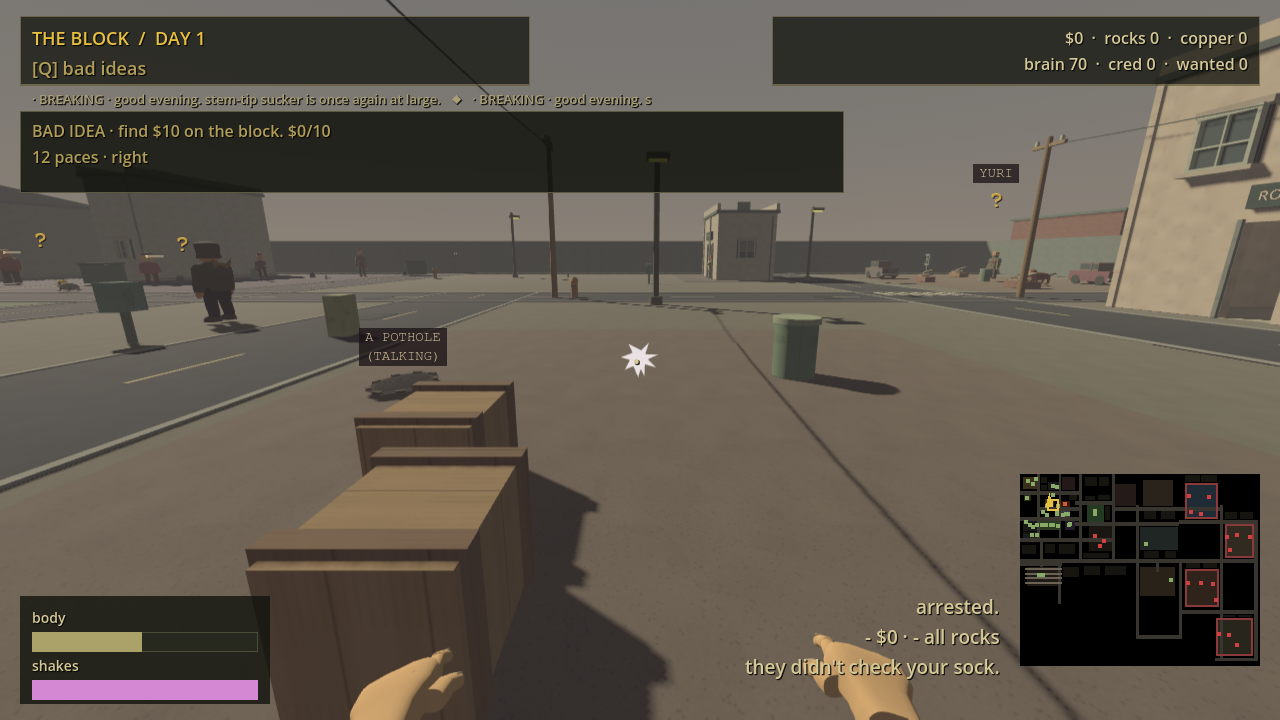 THE BLOCK / DAY 1
[Q] bad ideas
$0 · rocks 0 · copper 0
brain 70 · cred 0 · wanted 0
· BREAKING · good evening. stem-tip sucker is once again at large. ◆ · BREAKING · good evening. s
BAD IDEA · find $10 on the block. $0/10
12 paces · right
YURI
?
?
?
RO
A POTHOLE
(TALKING)
arrested.
- $0 · - all rocks
they didn't check your sock.
body
shakes